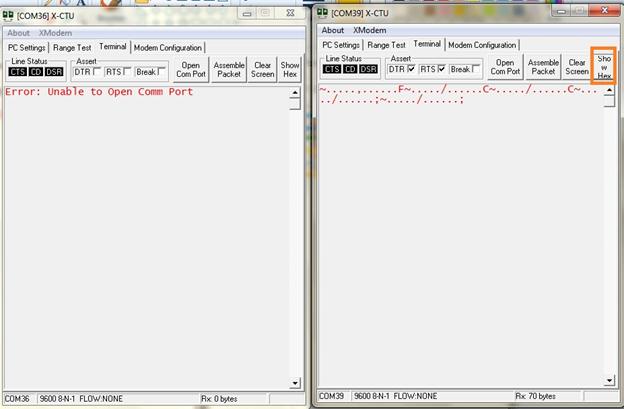 [COM36] X-CTU
About XModem
PC Settings Range Test Terminal Modem Configuration
Line Status
CTS CD DSR
Assert
DTR RTS Break
Open
Com Port
Assemble
Packet
Clear
Screen
Show
Hex
Error: Unable to Open Comm Port
COM36 9600 8-N-1 FLOW:NONE Rx: 0 bytes
[COM39] X-CTU
About XModem
PC Settings Range Test Terminal Modem Configuration
Line Status
CTS CD DSR
Assert
DTR RTS Break
Open
Com Port
Assemble
Packet
Clear
Screen
Sho
w
Hex
~.....,......F~...../......C~...../......C~...
../......;~...../......;
COM39 9600 8-N-1 FLOW:NONE Rx: 70 bytes